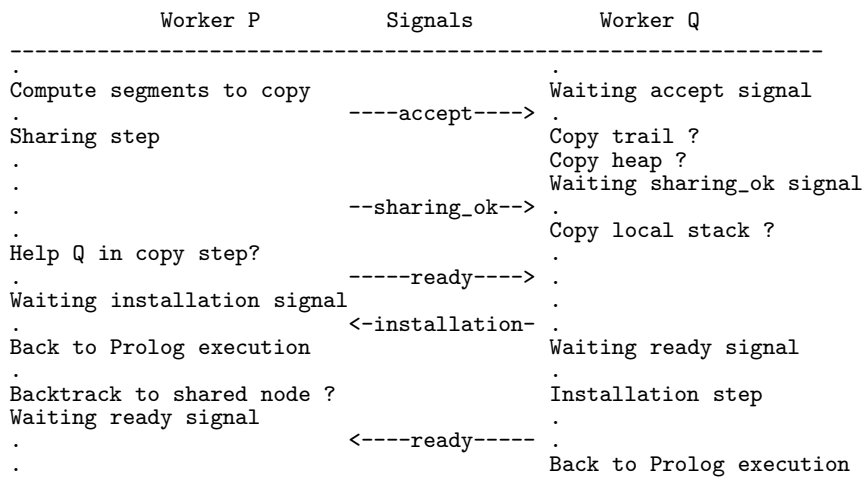 Worker P Signals Worker Q
-----------------------------------------------------------------
. .
Compute segments to copy Waiting accept signal
. ----accept----> .
Sharing step Copy trail ?
. Copy heap ?
. Waiting sharing_ok signal
. --sharing_ok--> .
. Copy local stack ?
Help Q in copy step? .
. -----ready----> .
Waiting installation signal .
. <-installation- .
Back to Prolog execution Waiting ready signal
. .
Backtrack to shared node ? Installation step
Waiting ready signal .
. <----ready----- .
. Back to Prolog execution